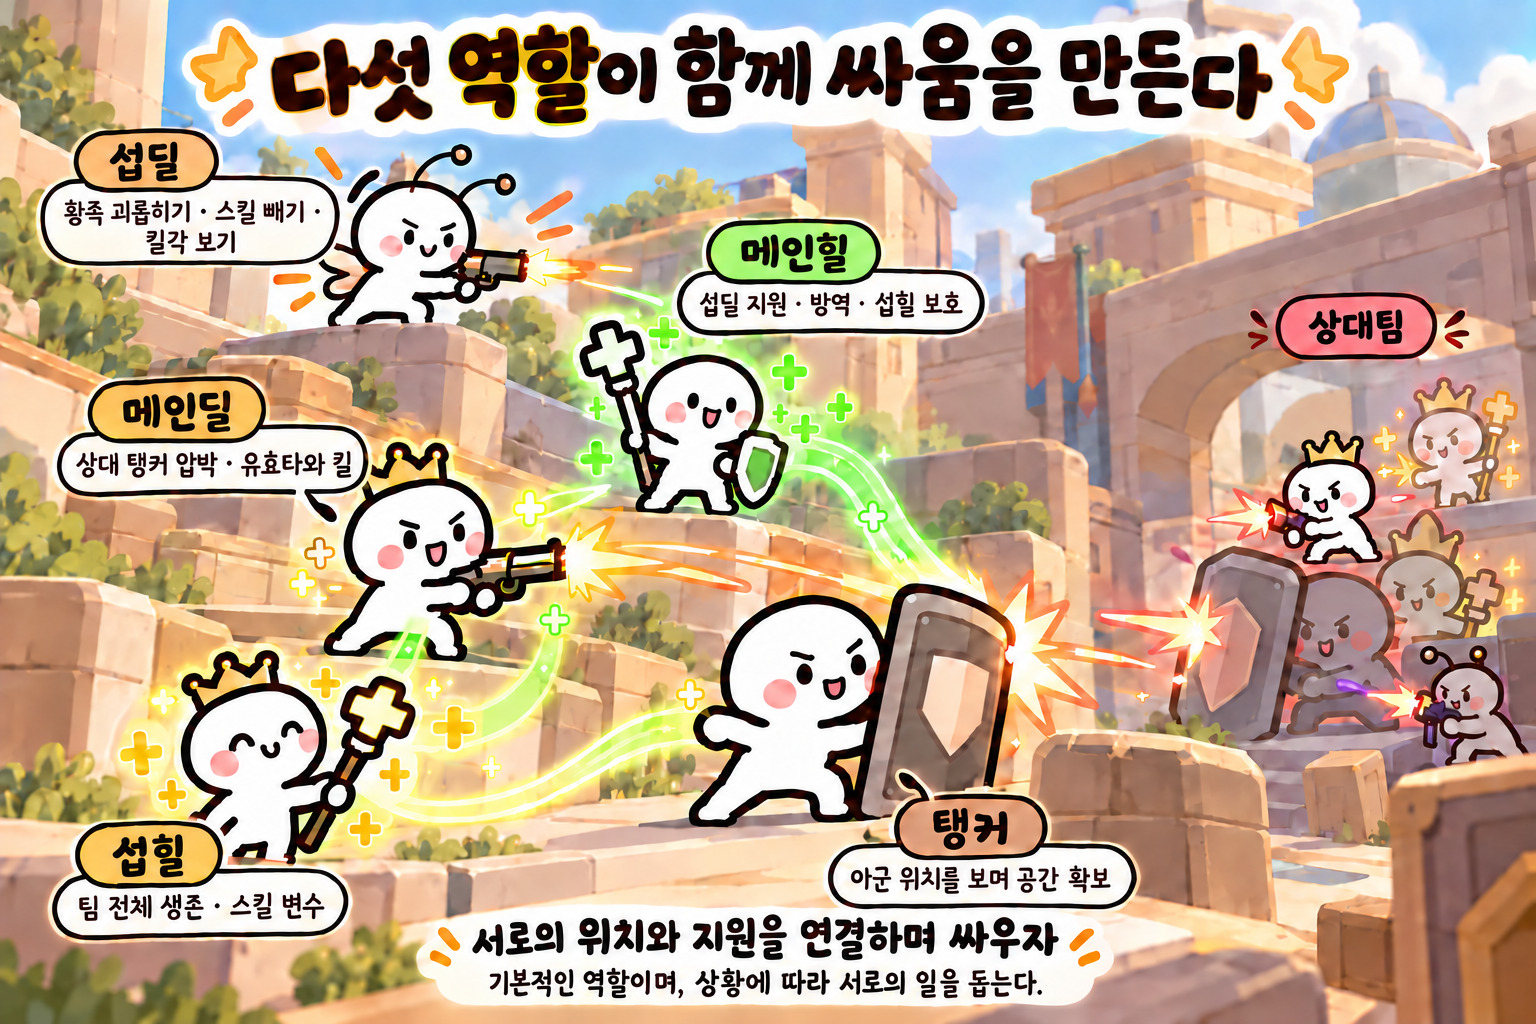 다섯 역할이 함께 싸움을 만든다
섭딜
황족 괴롭히기 · 스킬 빼기 ·
킬각 보기
메인힐
섭딜 지원 · 방역 · 섭힐 보호
상대팀
메인딜
상대 탱커 압박 · 유효타와 킬
섭힐
팀 전체 생존 · 스킬 변수
탱커
아군 위치를 보며 공간 확보
서로의 위치와 지원을 연결하며 싸우자
기본적인 역할이며, 상황에 따라 서로의 일을 돕는다.